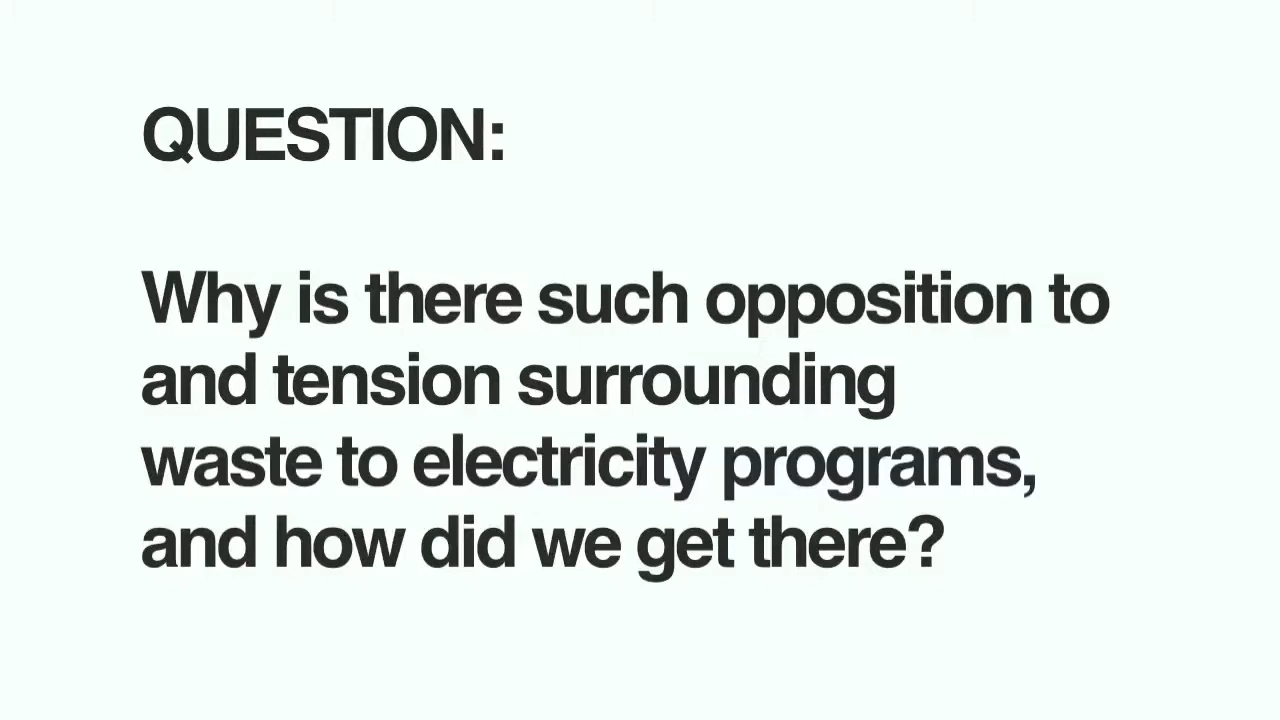 QUESTION:
Why is there such opposition to
and tension surrounding
waste to electricity programs,
and how did we get there?